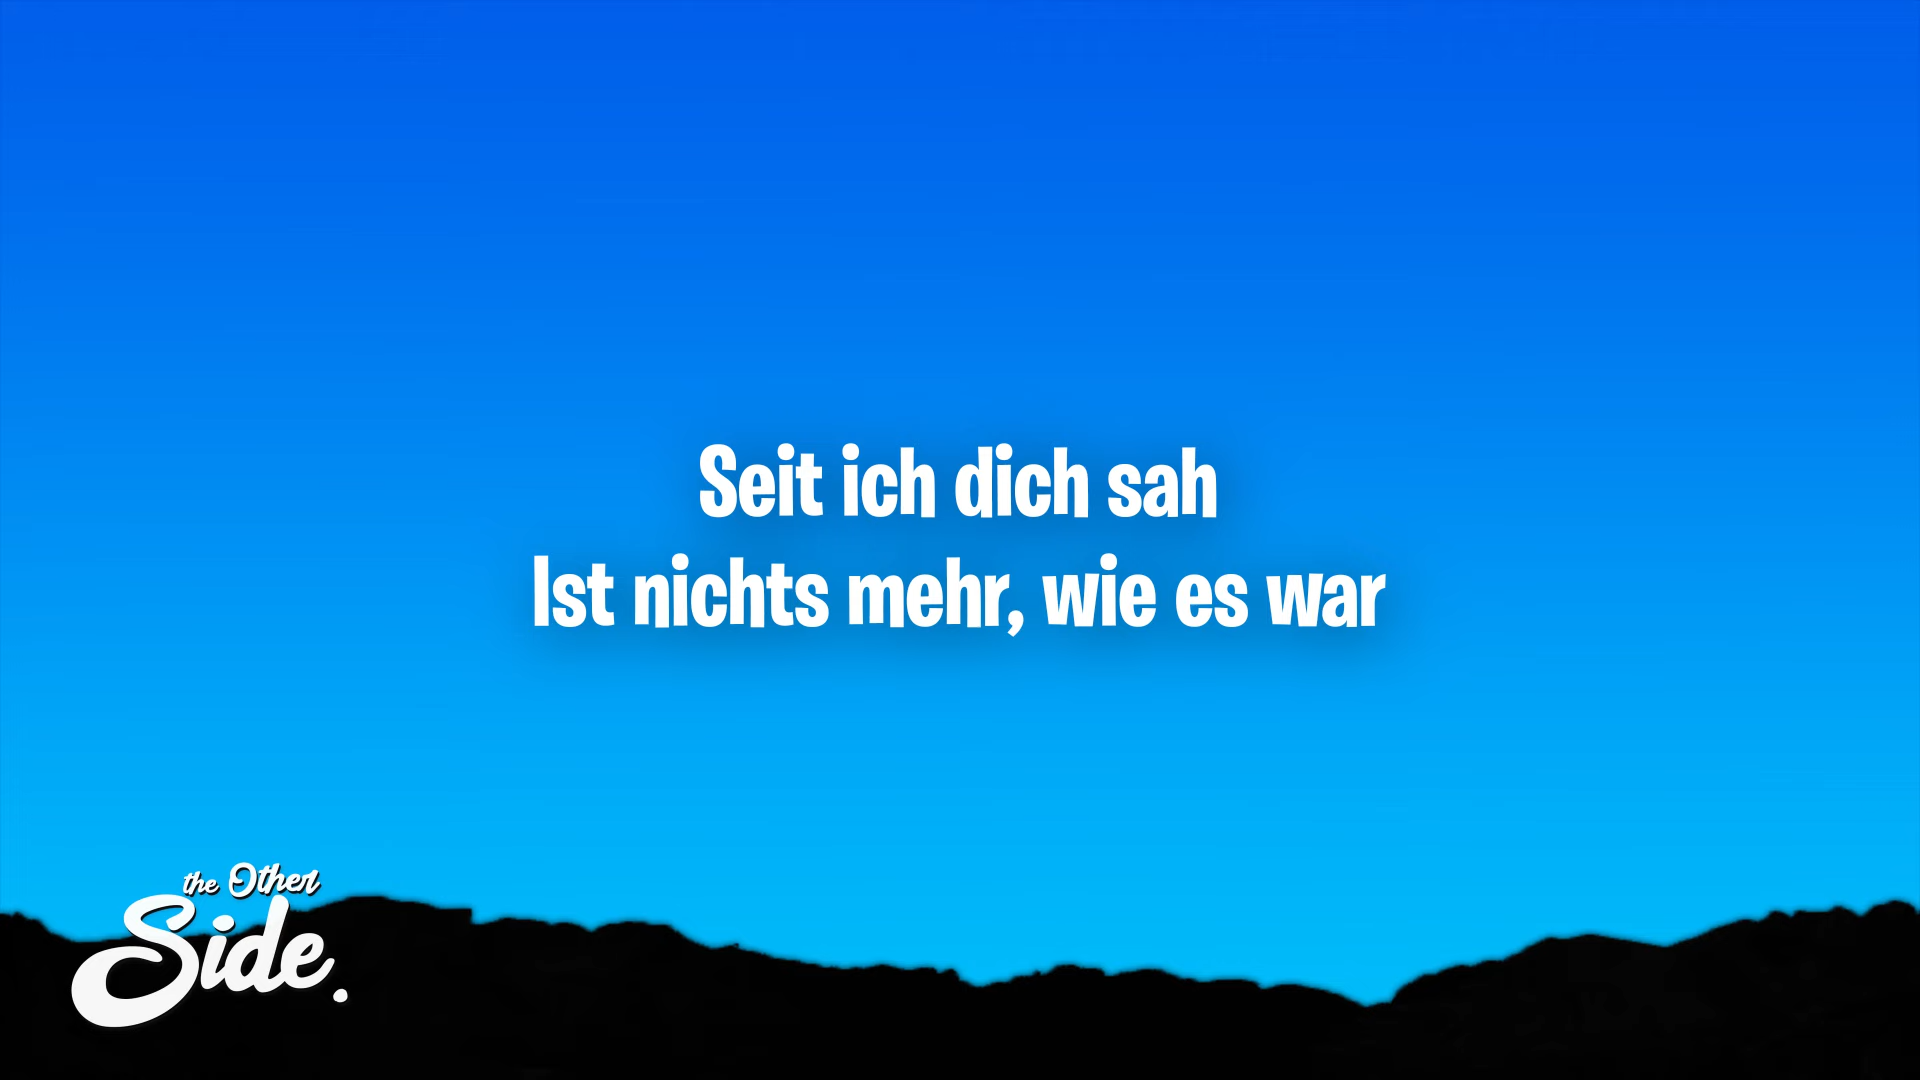 Seit ich dich sah
Ist nichts mehr, wie es war
the Other
Side.